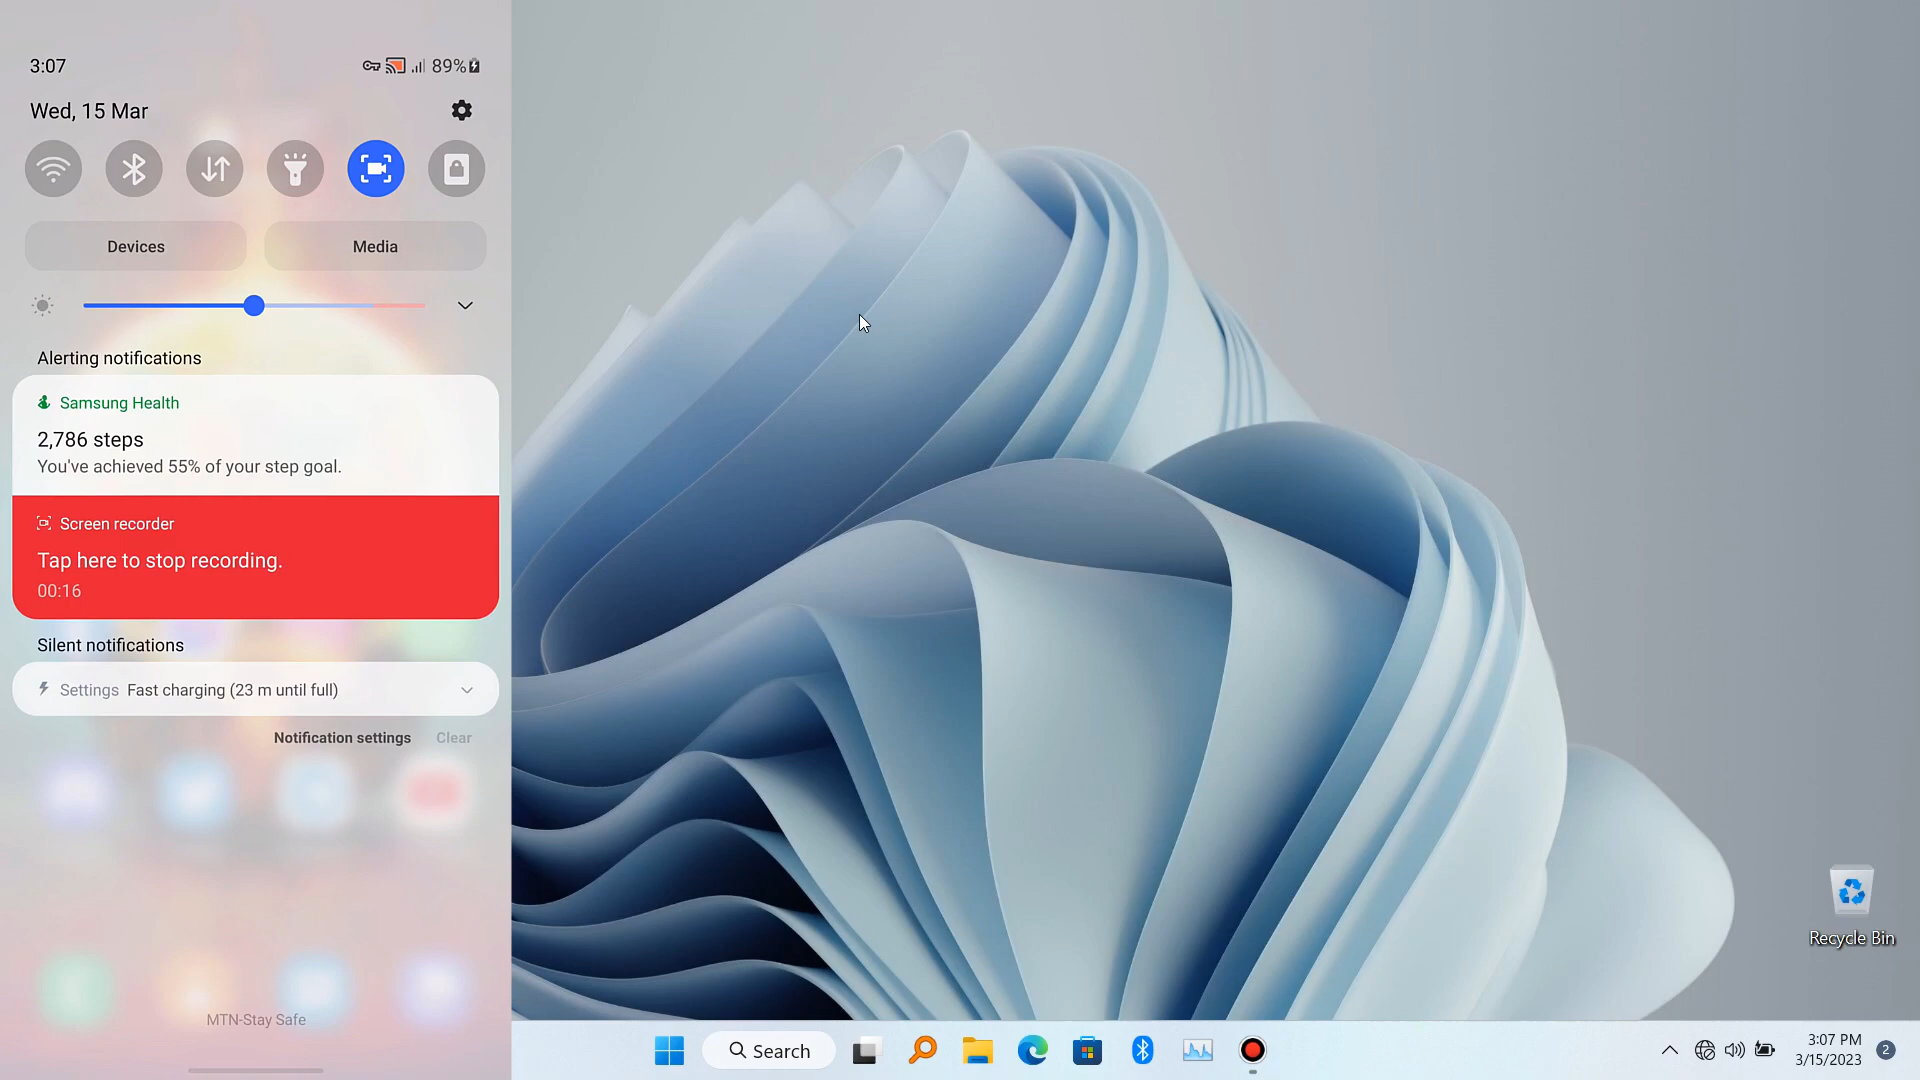 3:07
89%
Wed, 15 Mar
Devices
Media
Alerting notifications
Samsung Health
2,786 steps
You've achieved 55% of your step goal.
Screen recorder
Tap here to stop recording.
00:16
Silent notifications
Settings Fast charging (23 m until full)
Notification settings Clear
MTN-Stay Safe
Recycle Bin
Search
3:07 PM
3/15/2023
2